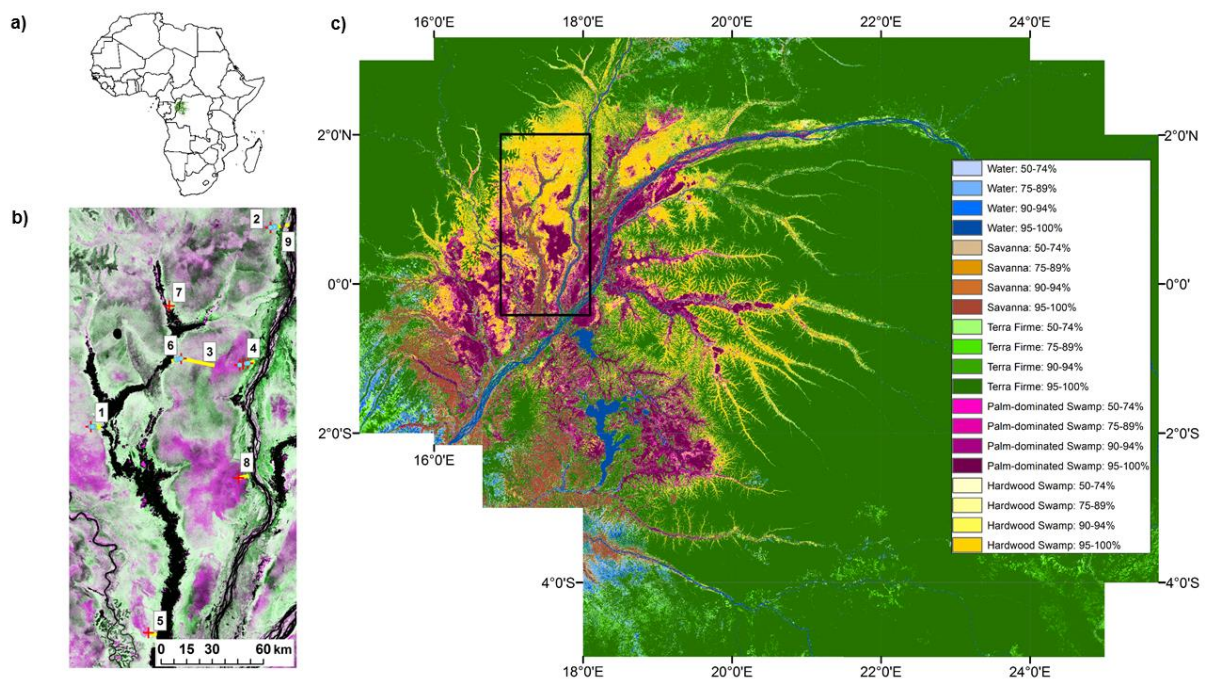 a)
b)
2
9
7
6
3
4
1
8
5
0 15 30 60 km
c)
16°0'E 18°0'E 20°0'E 22°0'E 24°0'E
2°0'N 2°0'N
0°0' 0°0'
2°0'S 2°0'S
16°0'E
4°0'S 4°0'S
18°0'E 20°0'E 22°0'E 24°0'E
Water: 50-74%
Water: 75-89%
Water: 90-94%
Water: 95-100%
Savanna: 50-74%
Savanna: 75-89%
Savanna: 90-94%
Savanna: 95-100%
Terra Firme: 50-74%
Terra Firme: 75-89%
Terra Firme: 90-94%
Terra Firme: 95-100%
Palm-dominated Swamp: 50-74%
Palm-dominated Swamp: 75-89%
Palm-dominated Swamp: 90-94%
Palm-dominated Swamp: 95-100%
Hardwood Swamp: 50-74%
Hardwood Swamp: 75-89%
Hardwood Swamp: 90-94%
Hardwood Swamp: 95-100%